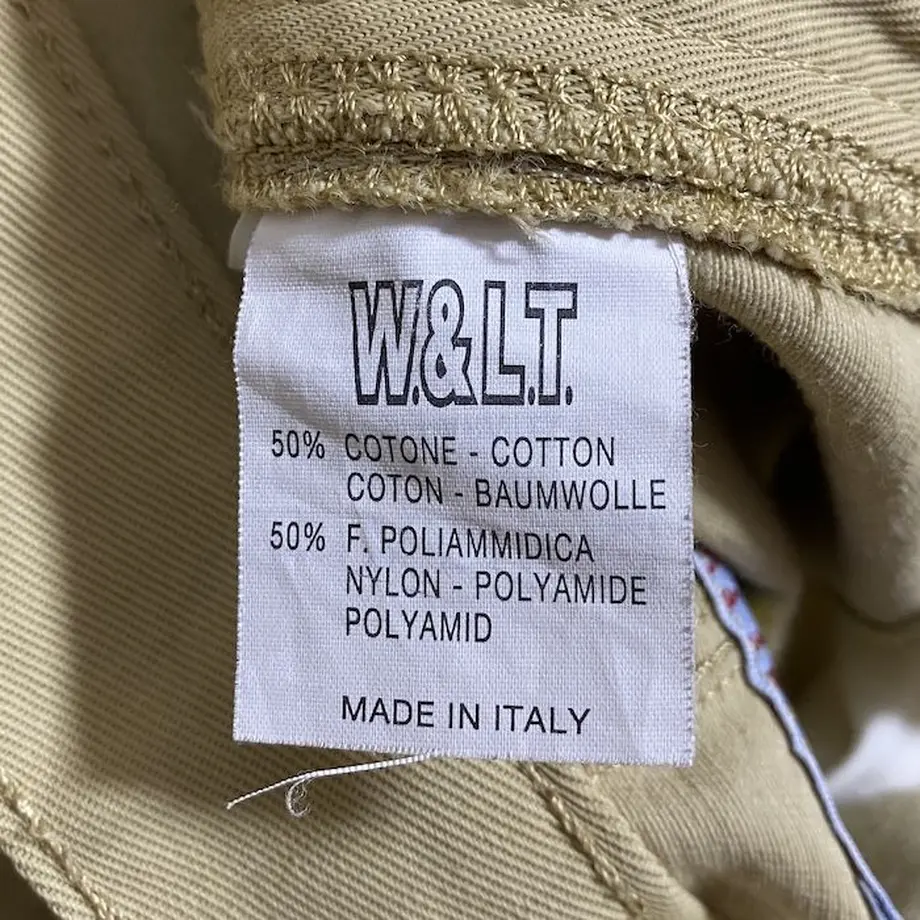 W.&L.T.
50% COTONE - COTTON
COTON - BAUMWOLLE
50% F. POLIAMMIDICA
NYLON - POLYAMIDE
POLYAMID
MADE IN ITALY